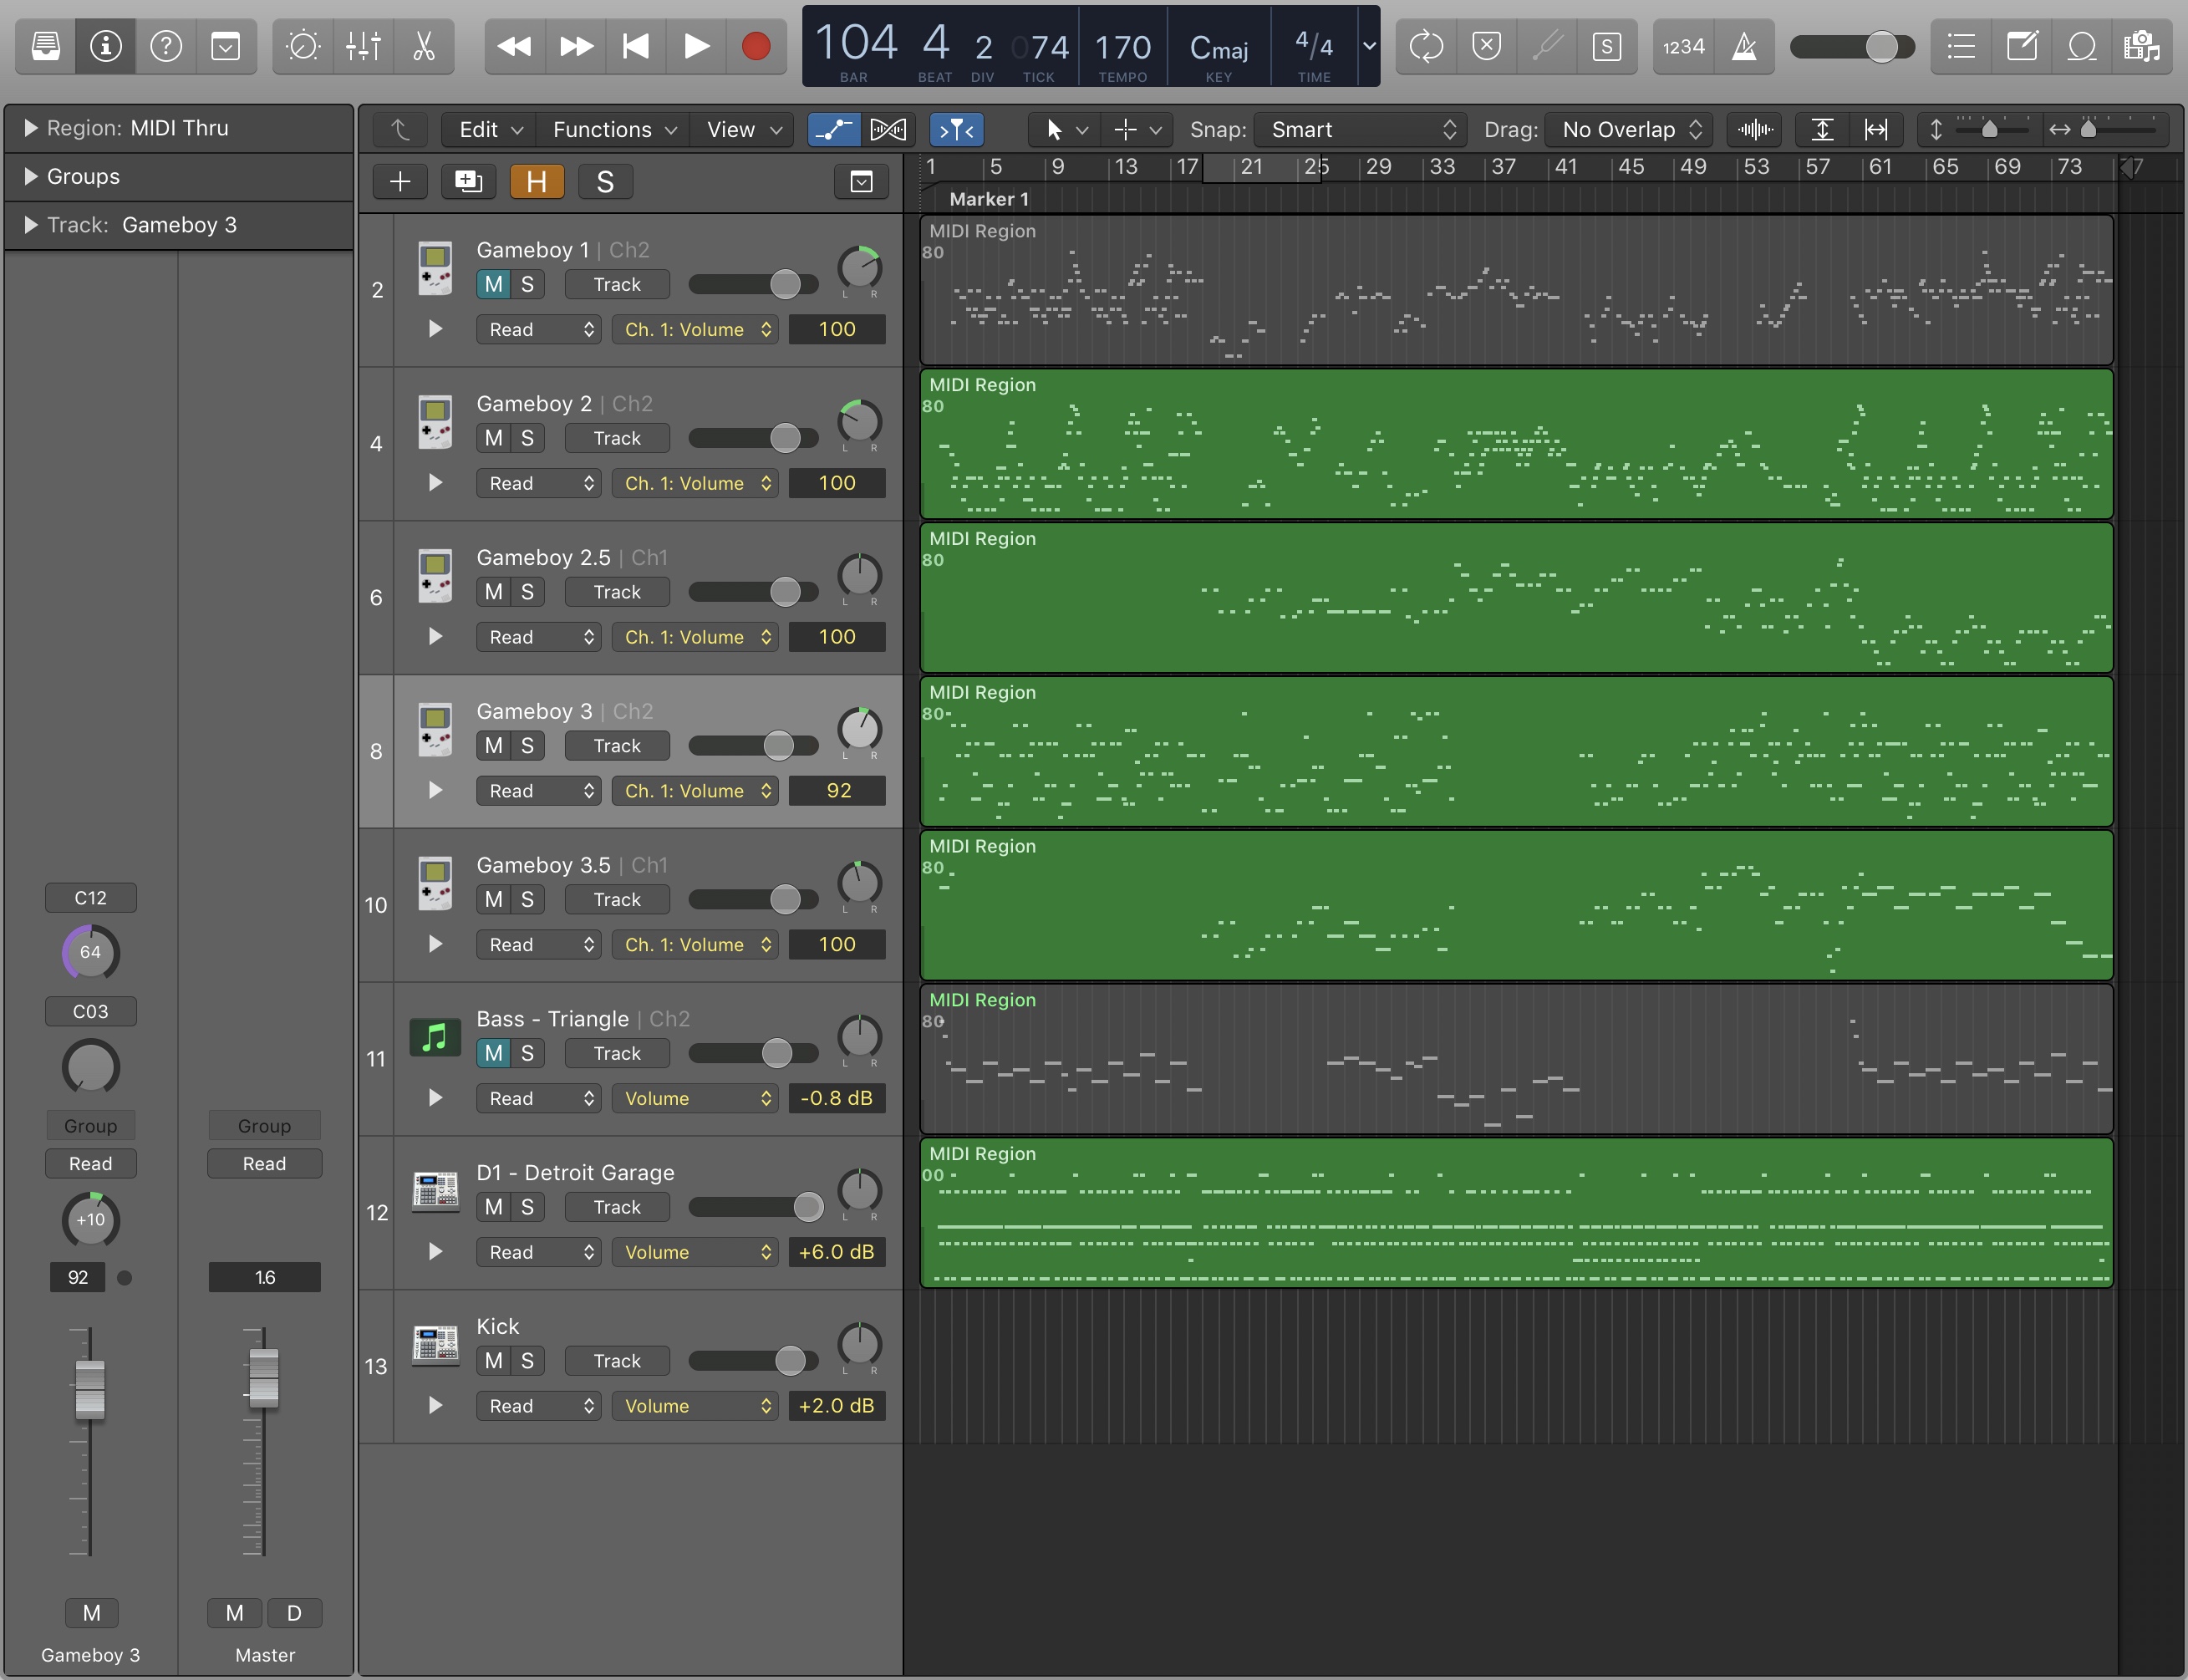 104 4 2 074 170 Cmaj 4/4
BAR BEAT DIV TICK TEMPO KEY TIME
S 1234
Region: MIDI Thru
Groups
Track: Gameboy 3
Edit Functions View Snap: Smart Drag: No Overlap
H S
1 5 9 13 17 21 25 29 33 37 41 45 49 53 57 61 65 69 73 77
Marker 1
2
Gameboy 1 | Ch2
M S Track L R
Read Ch. 1: Volume 100
MIDI Region
80
4
Gameboy 2 | Ch2
M S Track L R
Read Ch. 1: Volume 100
MIDI Region
80
6
Gameboy 2.5 | Ch1
M S Track L R
Read Ch. 1: Volume 100
MIDI Region
80
8
Gameboy 3 | Ch2
M S Track L R
Read Ch. 1: Volume 92
MIDI Region
80
10
Gameboy 3.5 | Ch1
M S Track L R
Read Ch. 1: Volume 100
MIDI Region
80
11
Bass - Triangle | Ch2
M S Track L R
Read Volume -0.8 dB
MIDI Region
80
12
D1 - Detroit Garage
M S Track L R
Read Volume +6.0 dB
MIDI Region
00
13
Kick
M S Track L R
Read Volume +2.0 dB
C12
64
C03
Group Group
Read Read
+10
92 1.6
M M D
Gameboy 3 Master